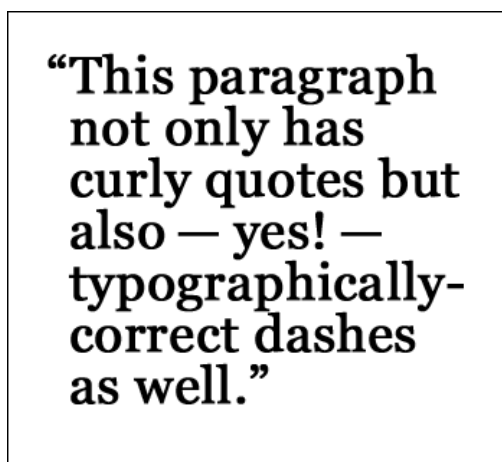 “This paragraph
not only has
curly quotes but
also — yes! —
typographically-
correct dashes
as well.”